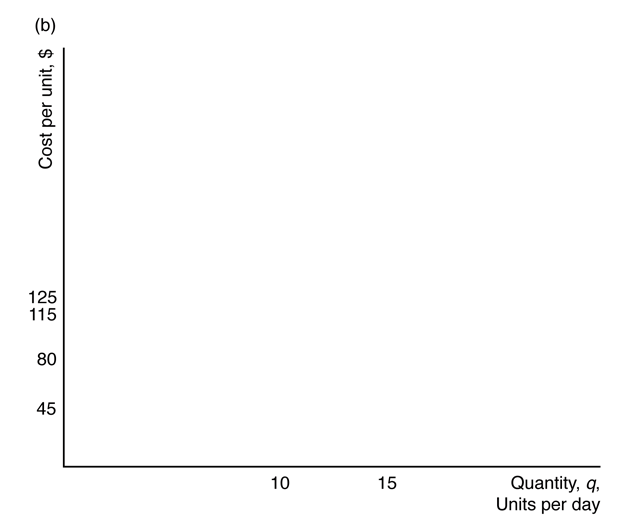 (b)
Cost per unit, $
125
115
80
45
10
15
Quantity, q,
Units per day